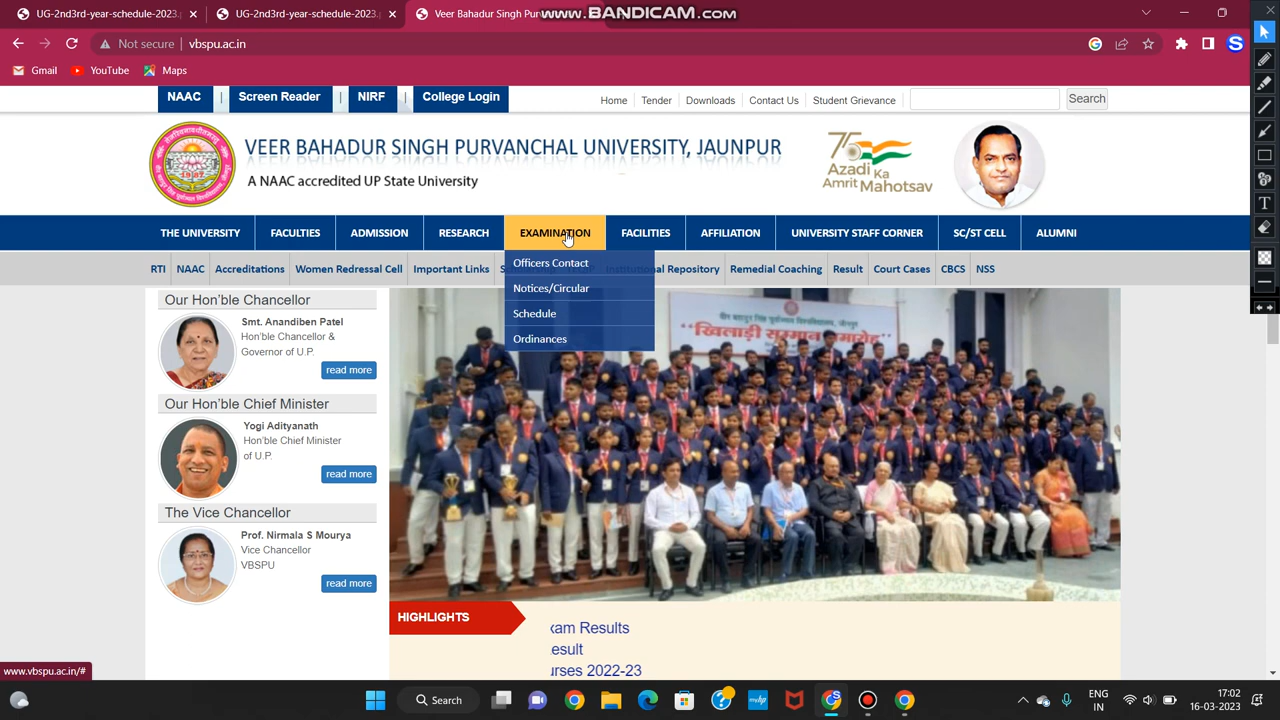 UG-2nd3rd-year-schedule-2023.
UG-2nd3rd-year-schedule-2023.
Veer Bahadur Singh Pur
www.BANDICAM.com
Not secure
vbspu.ac.in
Gmail
YouTube
Maps
NAAC | Screen Reader | NIRF | College Login
Home Tender Downloads Contact Us Student Grievance Search
VEER BAHADUR SINGH PURVANCHAL UNIVERSITY, JAUNPUR
A NAAC accredited UP State University
75
Azadi Ka
Amrit Mahotsav
THE UNIVERSITY FACULTIES ADMISSION RESEARCH EXAMINATION FACILITIES AFFILIATION UNIVERSITY STAFF CORNER SC/ST CELL ALUMNI
RTI NAAC Accreditations Women Redressal Cell Important Links Repository Remedial Coaching Result Court Cases CBCS NSS
Officers Contact
Notices/Circular
Schedule
Ordinances
Our Hon'ble Chancellor
Smt. Anandiben Patel
Hon'ble Chancellor &
Governor of U.P.
read more
Our Hon'ble Chief Minister
Yogi Adityanath
Hon'ble Chief Minister
of U.P.
read more
The Vice Chancellor
Prof. Nirmala S Mourya
Vice Chancellor
VBSPU
read more
खिलाड़ी सम्मान समारोह
HIGHLIGHTS
xam Results
esult
urses 2022-23
www.vbspu.ac.in/#
Search
ENG
IN
17:02
16-03-2023